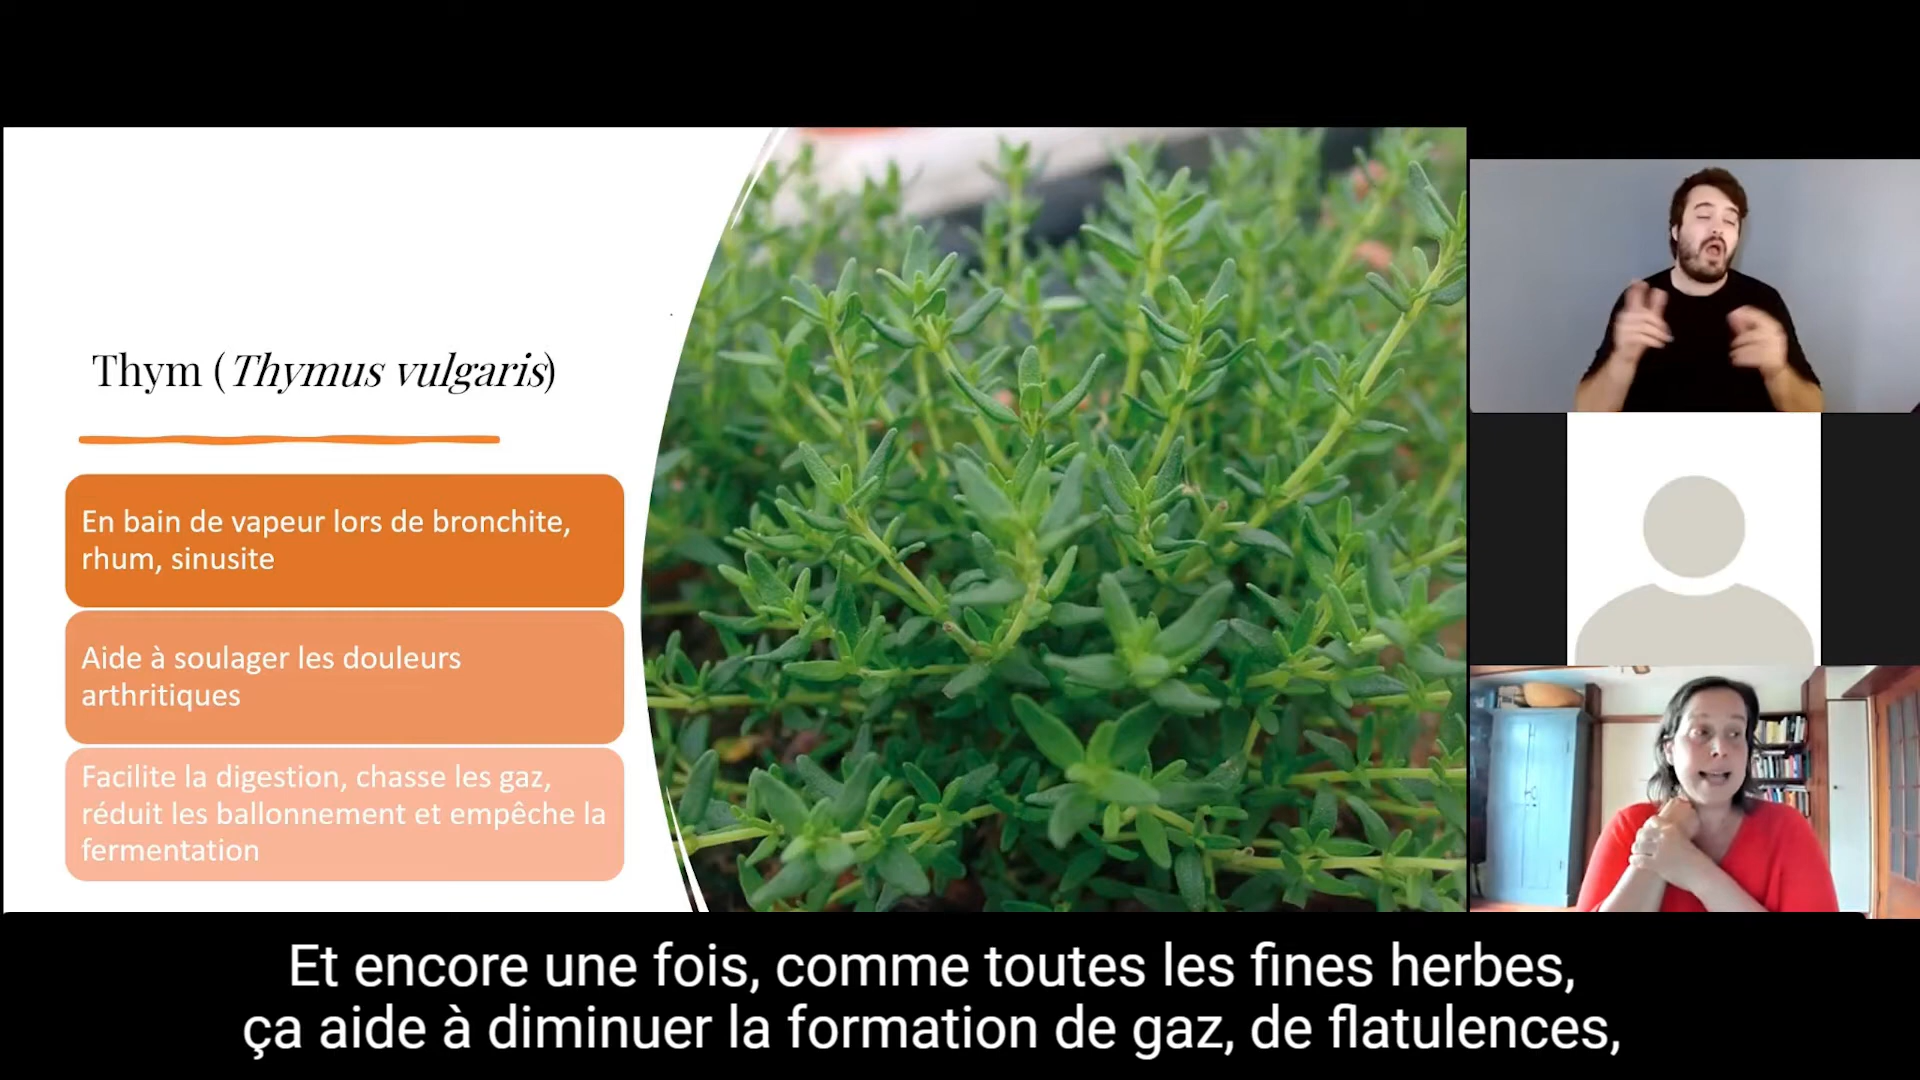 Thym (Thymus vulgaris)
En bain de vapeur lors de bronchite,
rhum, sinusite
Aide à soulager les douleurs
arthritiques
Facilite la digestion, chasse les gaz,
réduit les ballonnement et empêche la
fermentation
Et encore une fois, comme toutes les fines herbes,
ça aide à diminuer la formation de gaz, de flatulences,